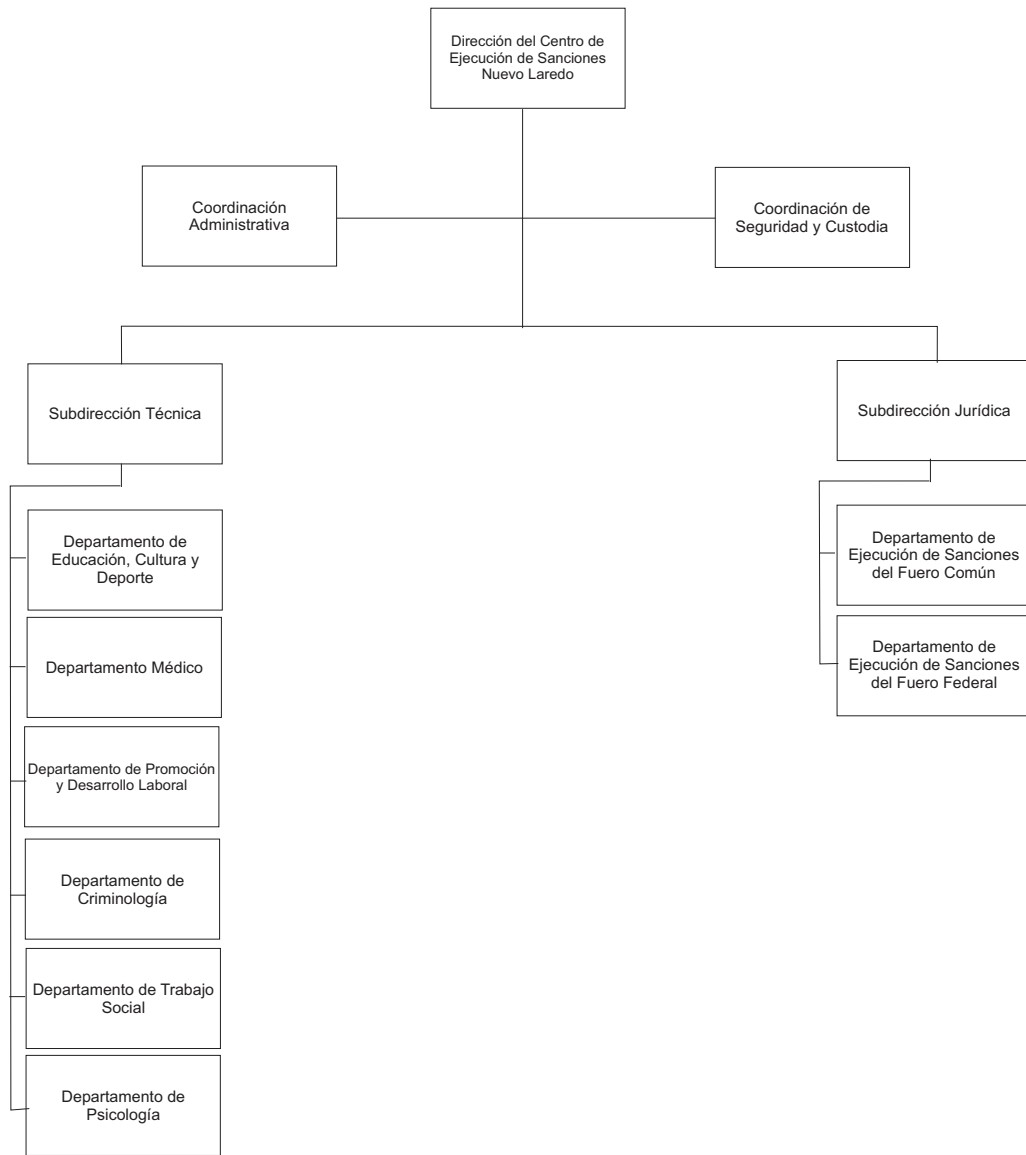 Dirección del Centro de
Ejecución de Sanciones
Nuevo Laredo
Coordinación
Administrativa
Coordinación de
Seguridad y Custodia
Subdirección Técnica
Subdirección Jurídica
Departamento de
Educación, Cultura y
Deporte
Departamento Médico
Departamento de Promoción
y Desarrollo Laboral
Departamento de
Criminología
Departamento de Trabajo
Social
Departamento de
Psicología
Departamento de
Ejecución de Sanciones
del Fuero Común
Departamento de
Ejecución de Sanciones
del Fuero Federal